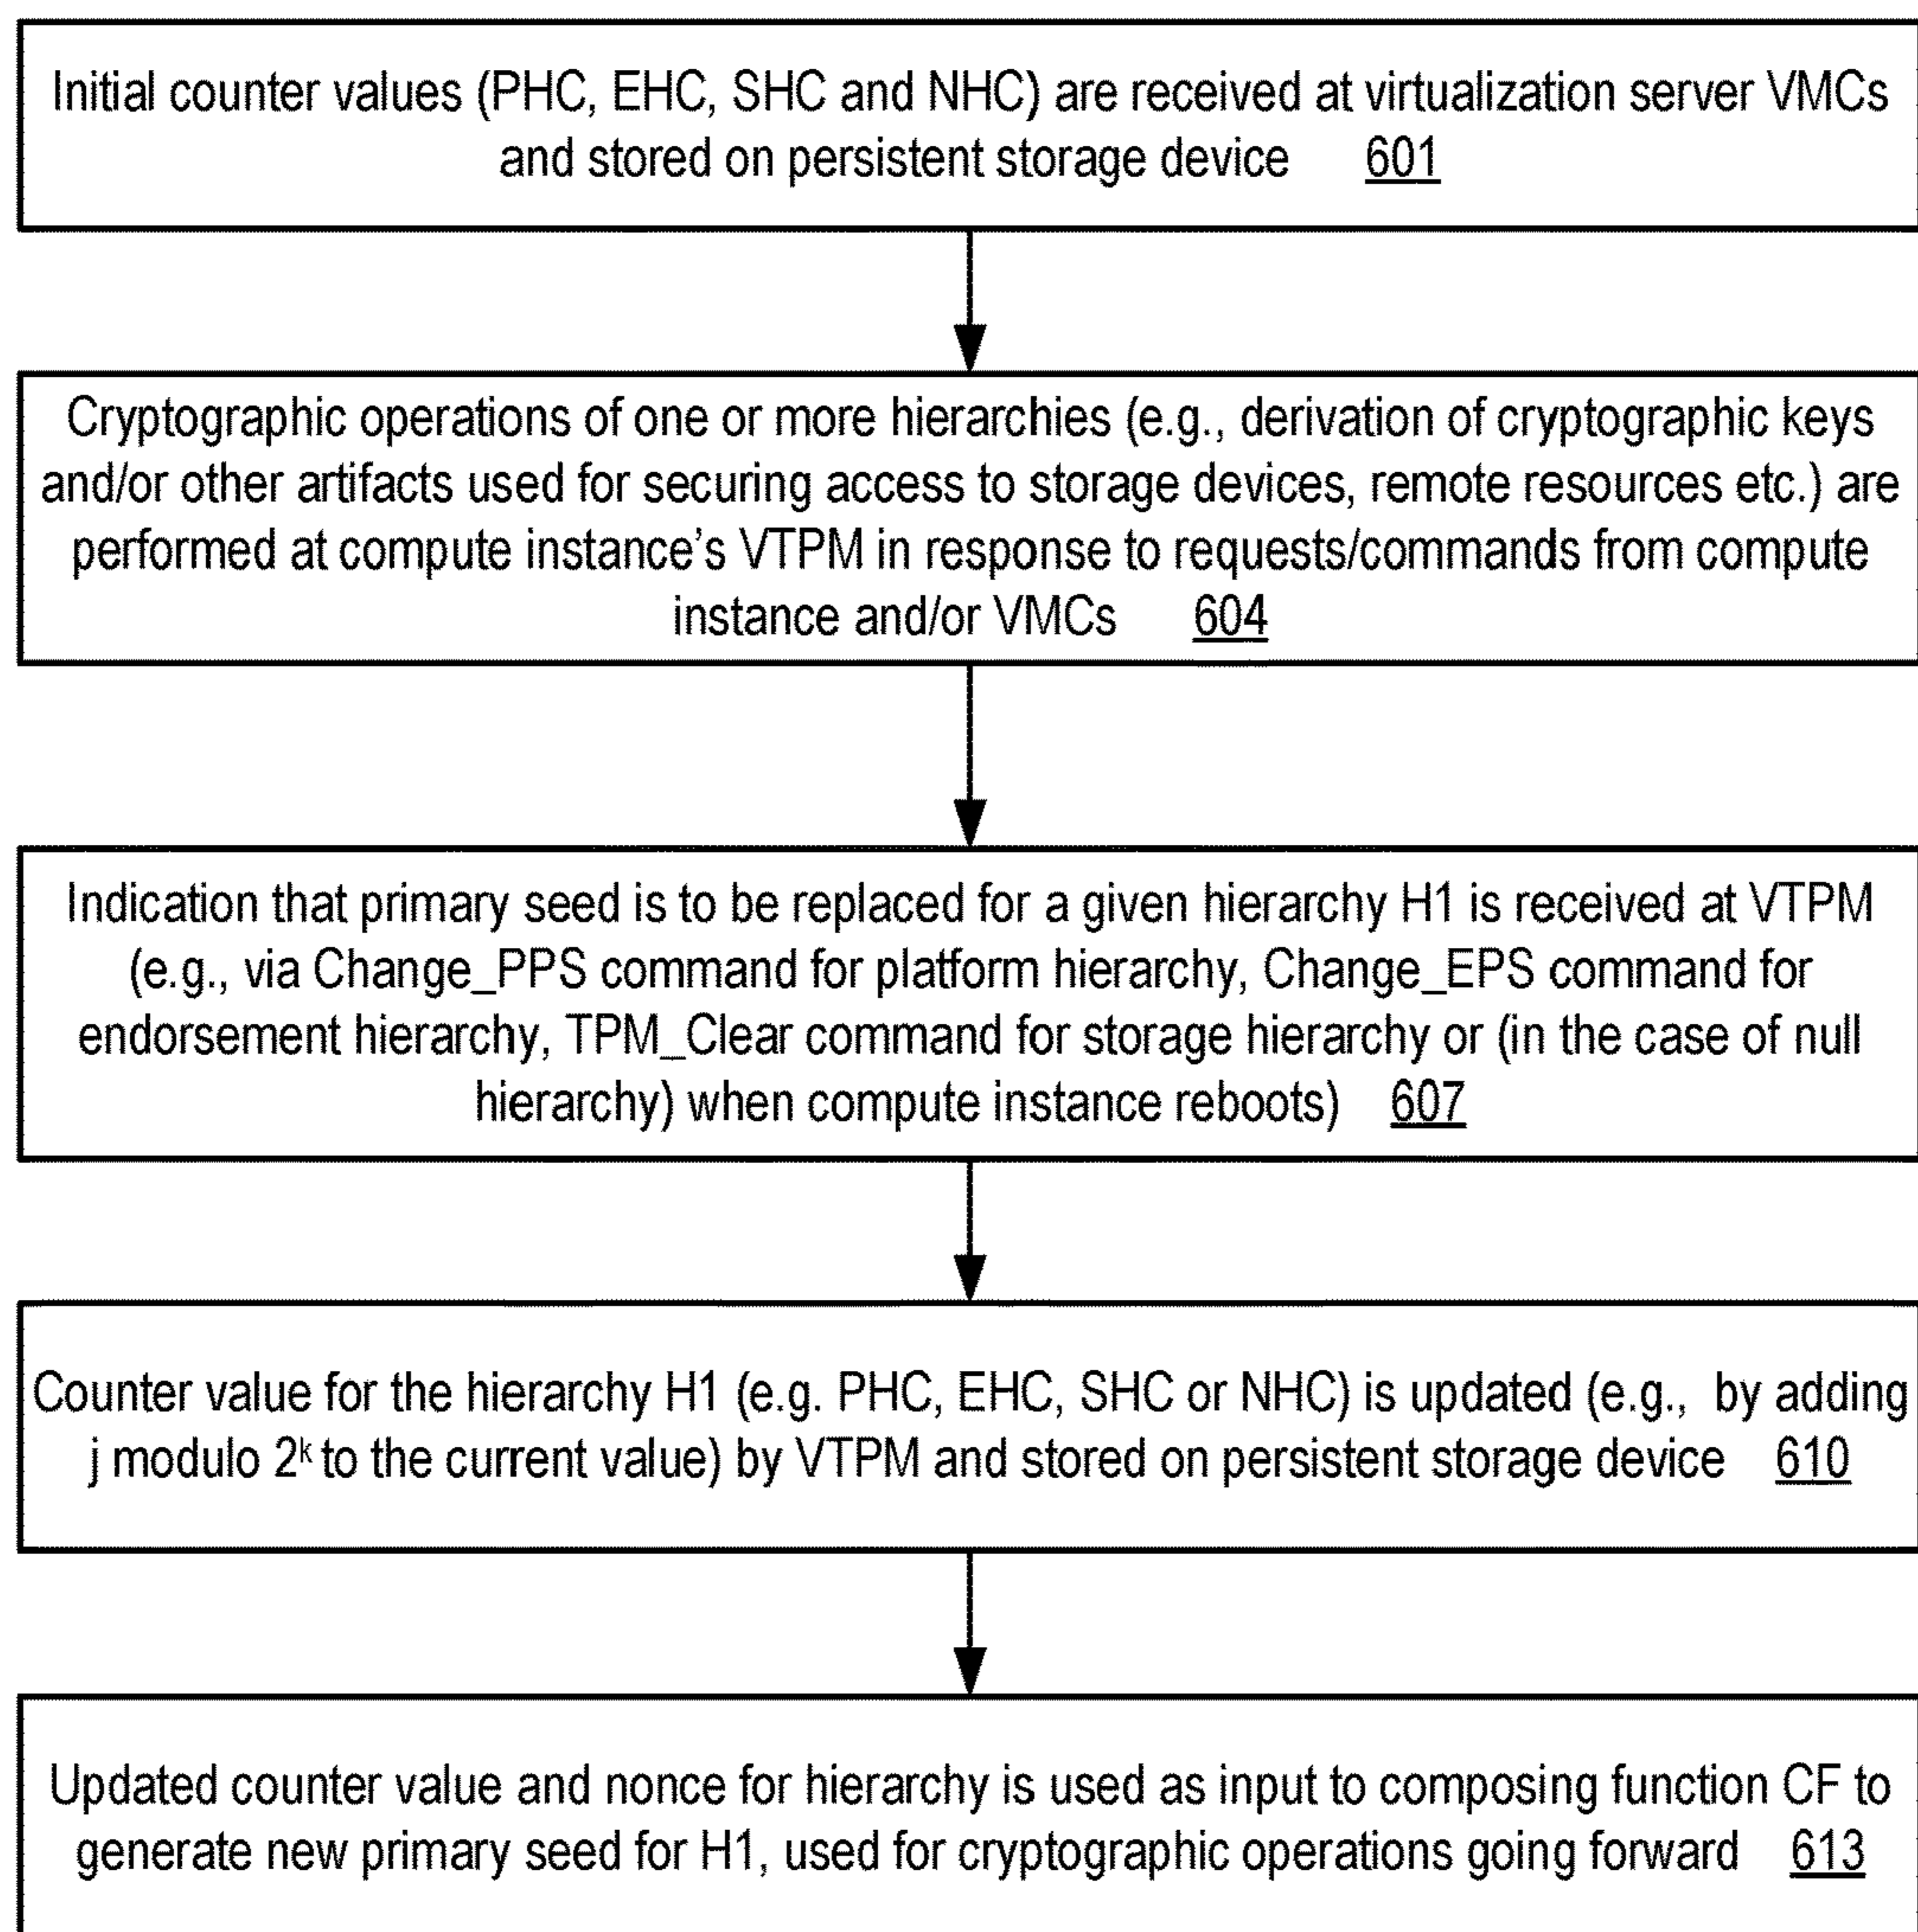 Initial counter values (PHC, EHC, SHC and NHC) are received at virtualization server VMCs
and stored on persistent storage device 601
Cryptographic operations of one or more hierarchies (e.g., derivation of cryptographic keys
and/or other artifacts used for securing access to storage devices, remote resources etc.) are
performed at compute instance’s VTPM in response to requests/commands from compute
instance and/or VMCs 604
Indication that primary seed is to be replaced for a given hierarchy H1 is received at VTPM
(e.g., via Change_PPS command for platform hierarchy, Change_EPS command for
endorsement hierarchy, TPM_Clear command for storage hierarchy or (in the case of null
hierarchy) when compute instance reboots) 607
Counter value for the hierarchy H1 (e.g. PHC, EHC, SHC or NHC) is updated (e.g., by adding
j modulo 2ᵏ to the current value) by VTPM and stored on persistent storage device 610
Updated counter value and nonce for hierarchy is used as input to composing function CF to
generate new primary seed for H1, used for cryptographic operations going forward 613